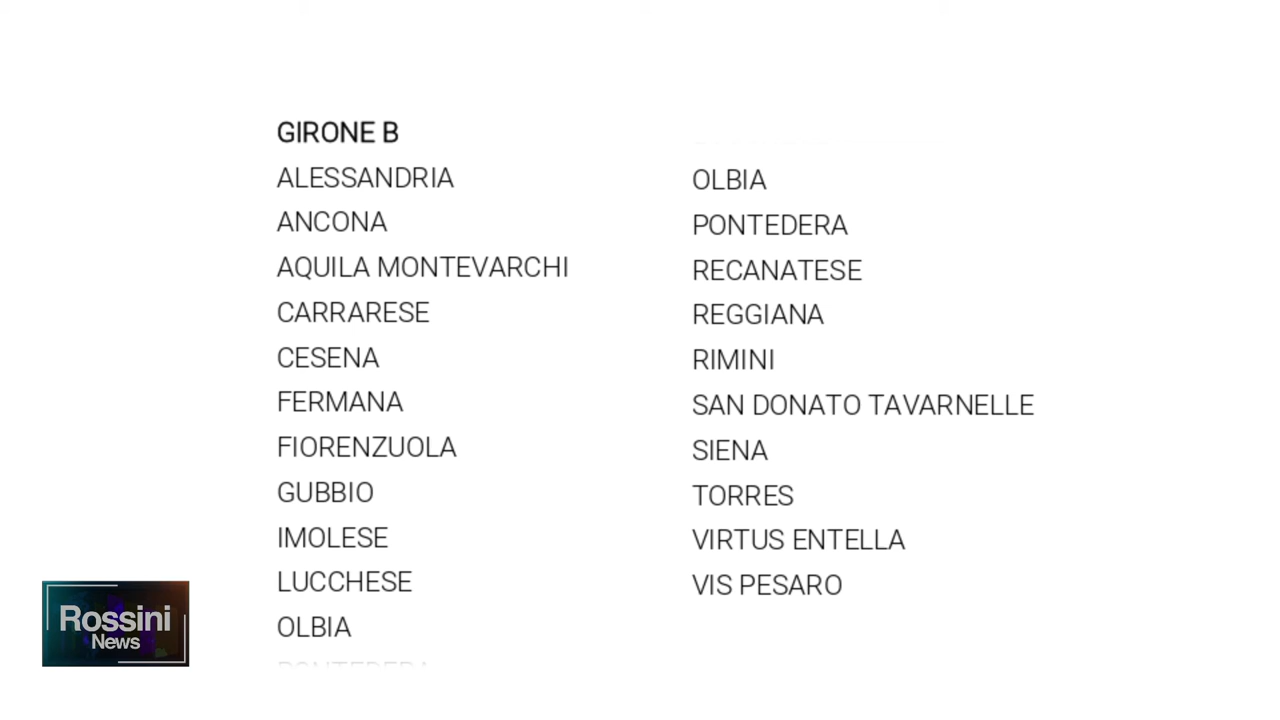 GIRONE B
ALESSANDRIA
ANCONA
AQUILA MONTEVARCHI
CARRARESE
CESENA
FERMANA
FIORENZUOLA
GUBBIO
IMOLESE
LUCCHESE
OLBIA
OLBIA
PONTEDERA
RECANATESE
REGGIANA
RIMINI
SAN DONATO TAVARNELLE
SIENA
TORRES
VIRTUS ENTELLA
VIS PESARO
Rossini
News